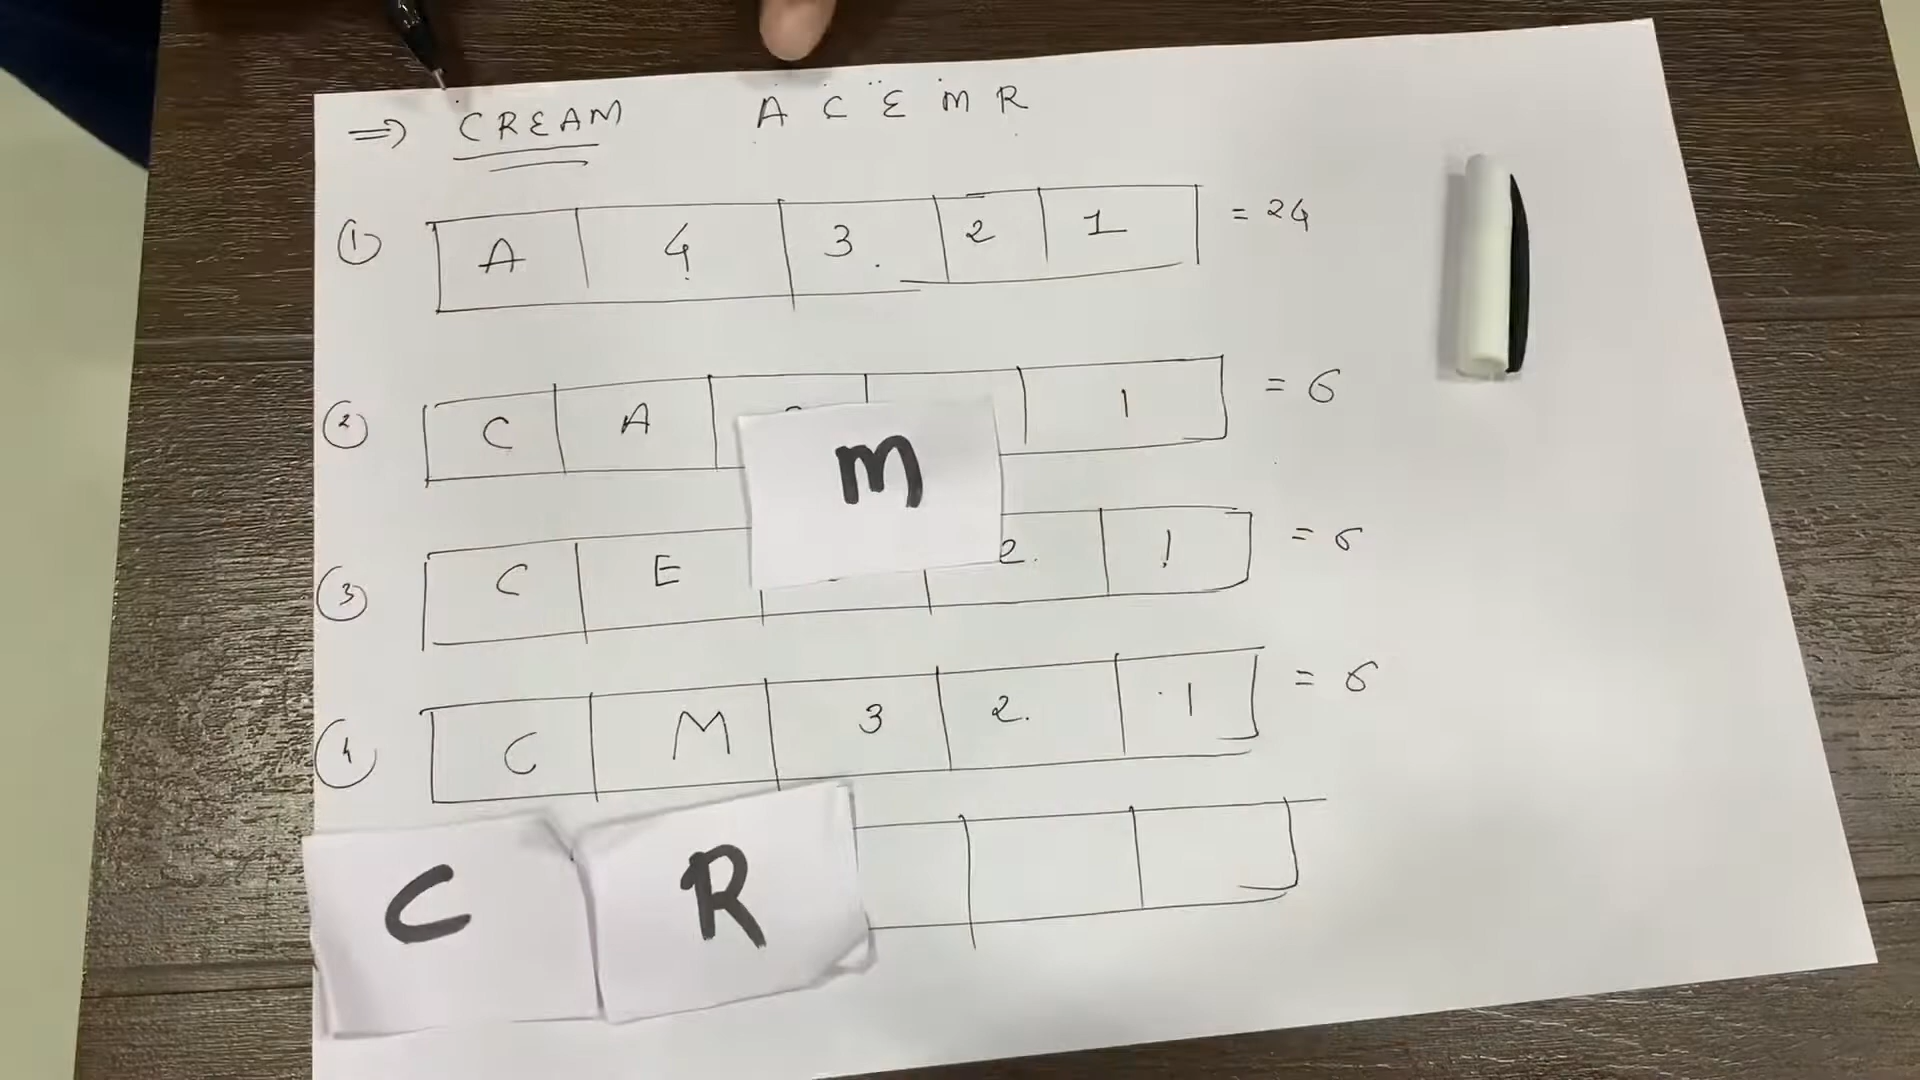 ⇒ CREAM A C E M R
① A 4 3. 2 1 = 24
② C A 1 = 6
m
③ C E 2. 1 = 6
④ C M 3 2. 1 = 6
C R